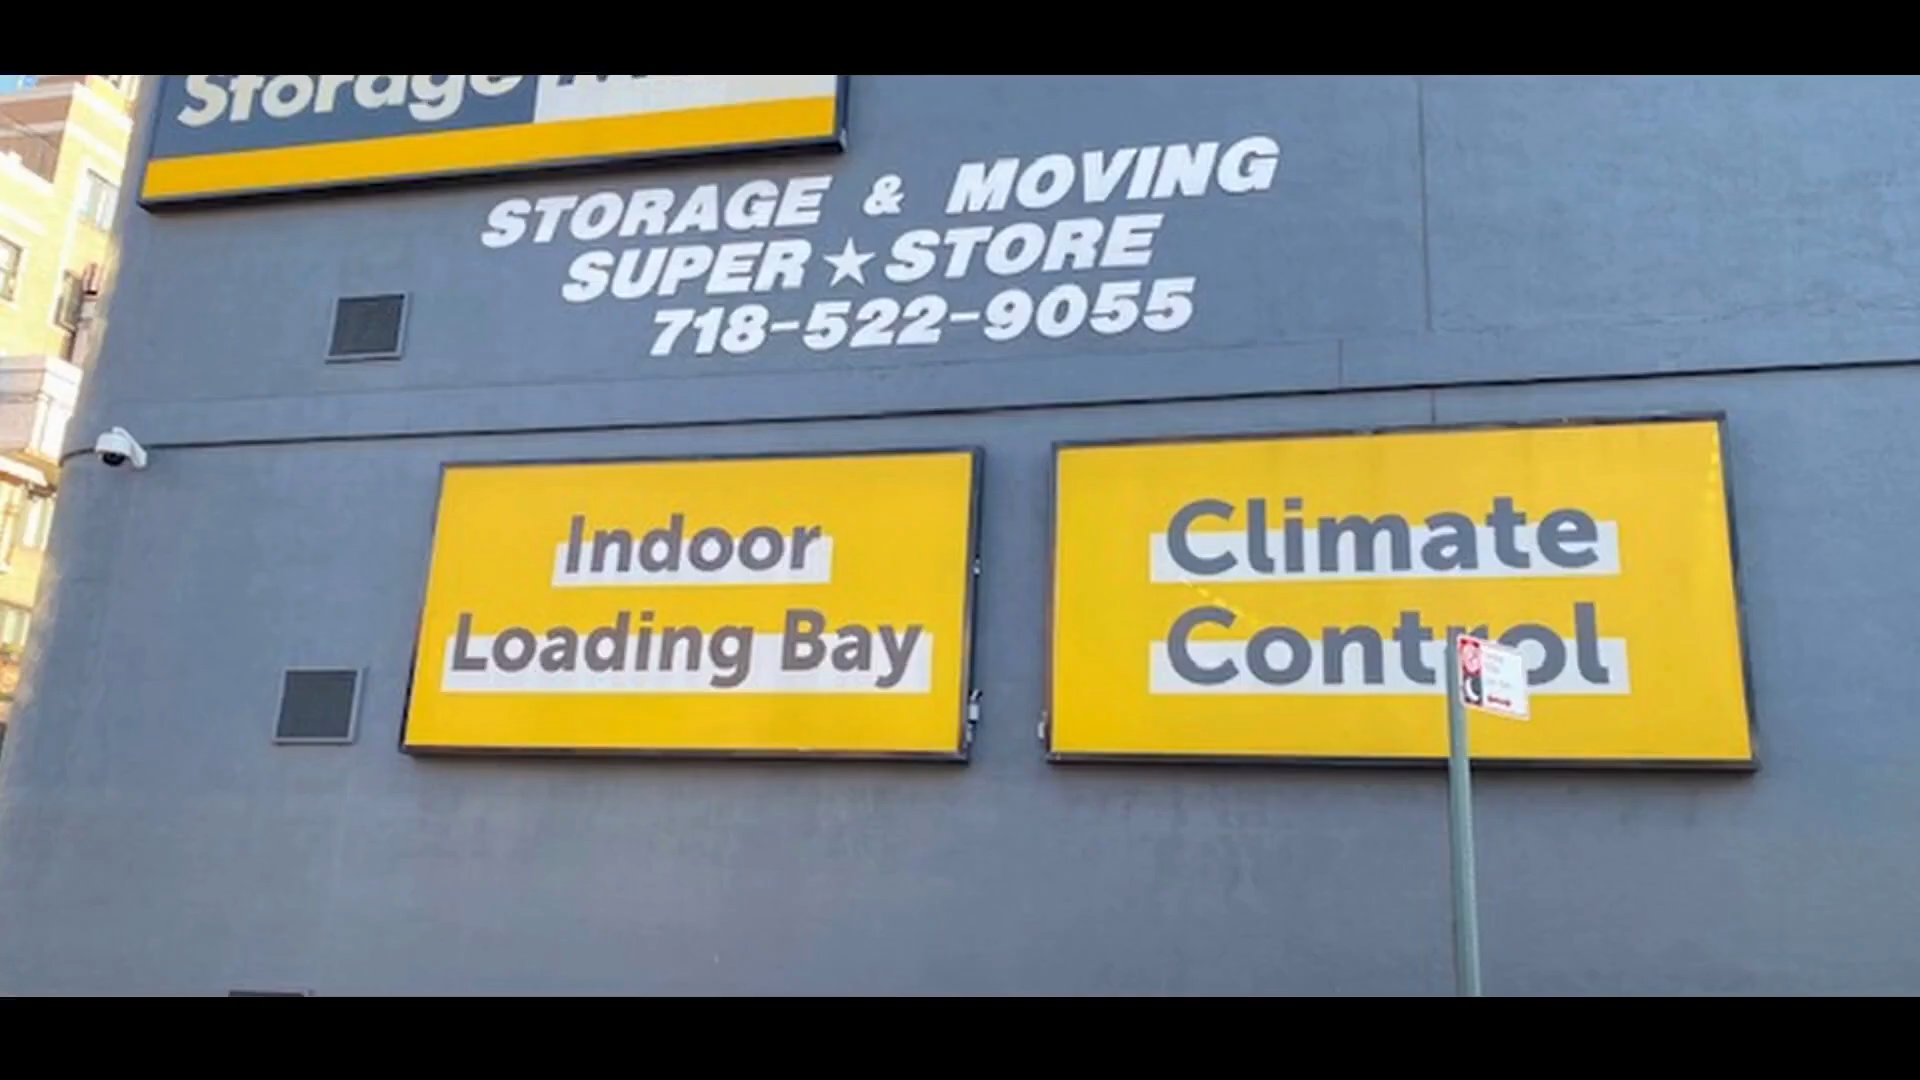 Storage
STORAGE & MOVING
SUPER★STORE
718-522-9055
Indoor
Loading Bay
Climate
Control